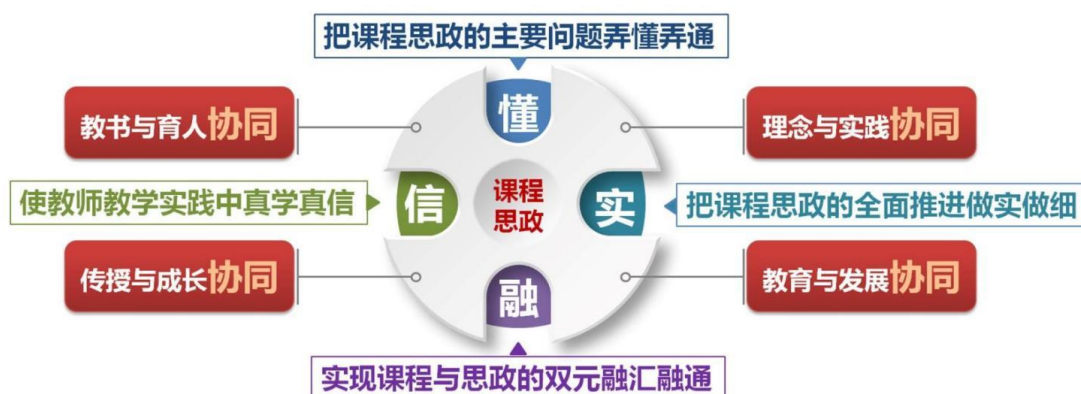 把课程思政的主要问题弄懂弄通
懂
教书与育人协同
理念与实践协同
使教师教学实践中真学真信
信
课程
思政
实
把课程思政的全面推进做实做细
传授与成长协同
教育与发展协同
融
实现课程与思政的双元融汇融通